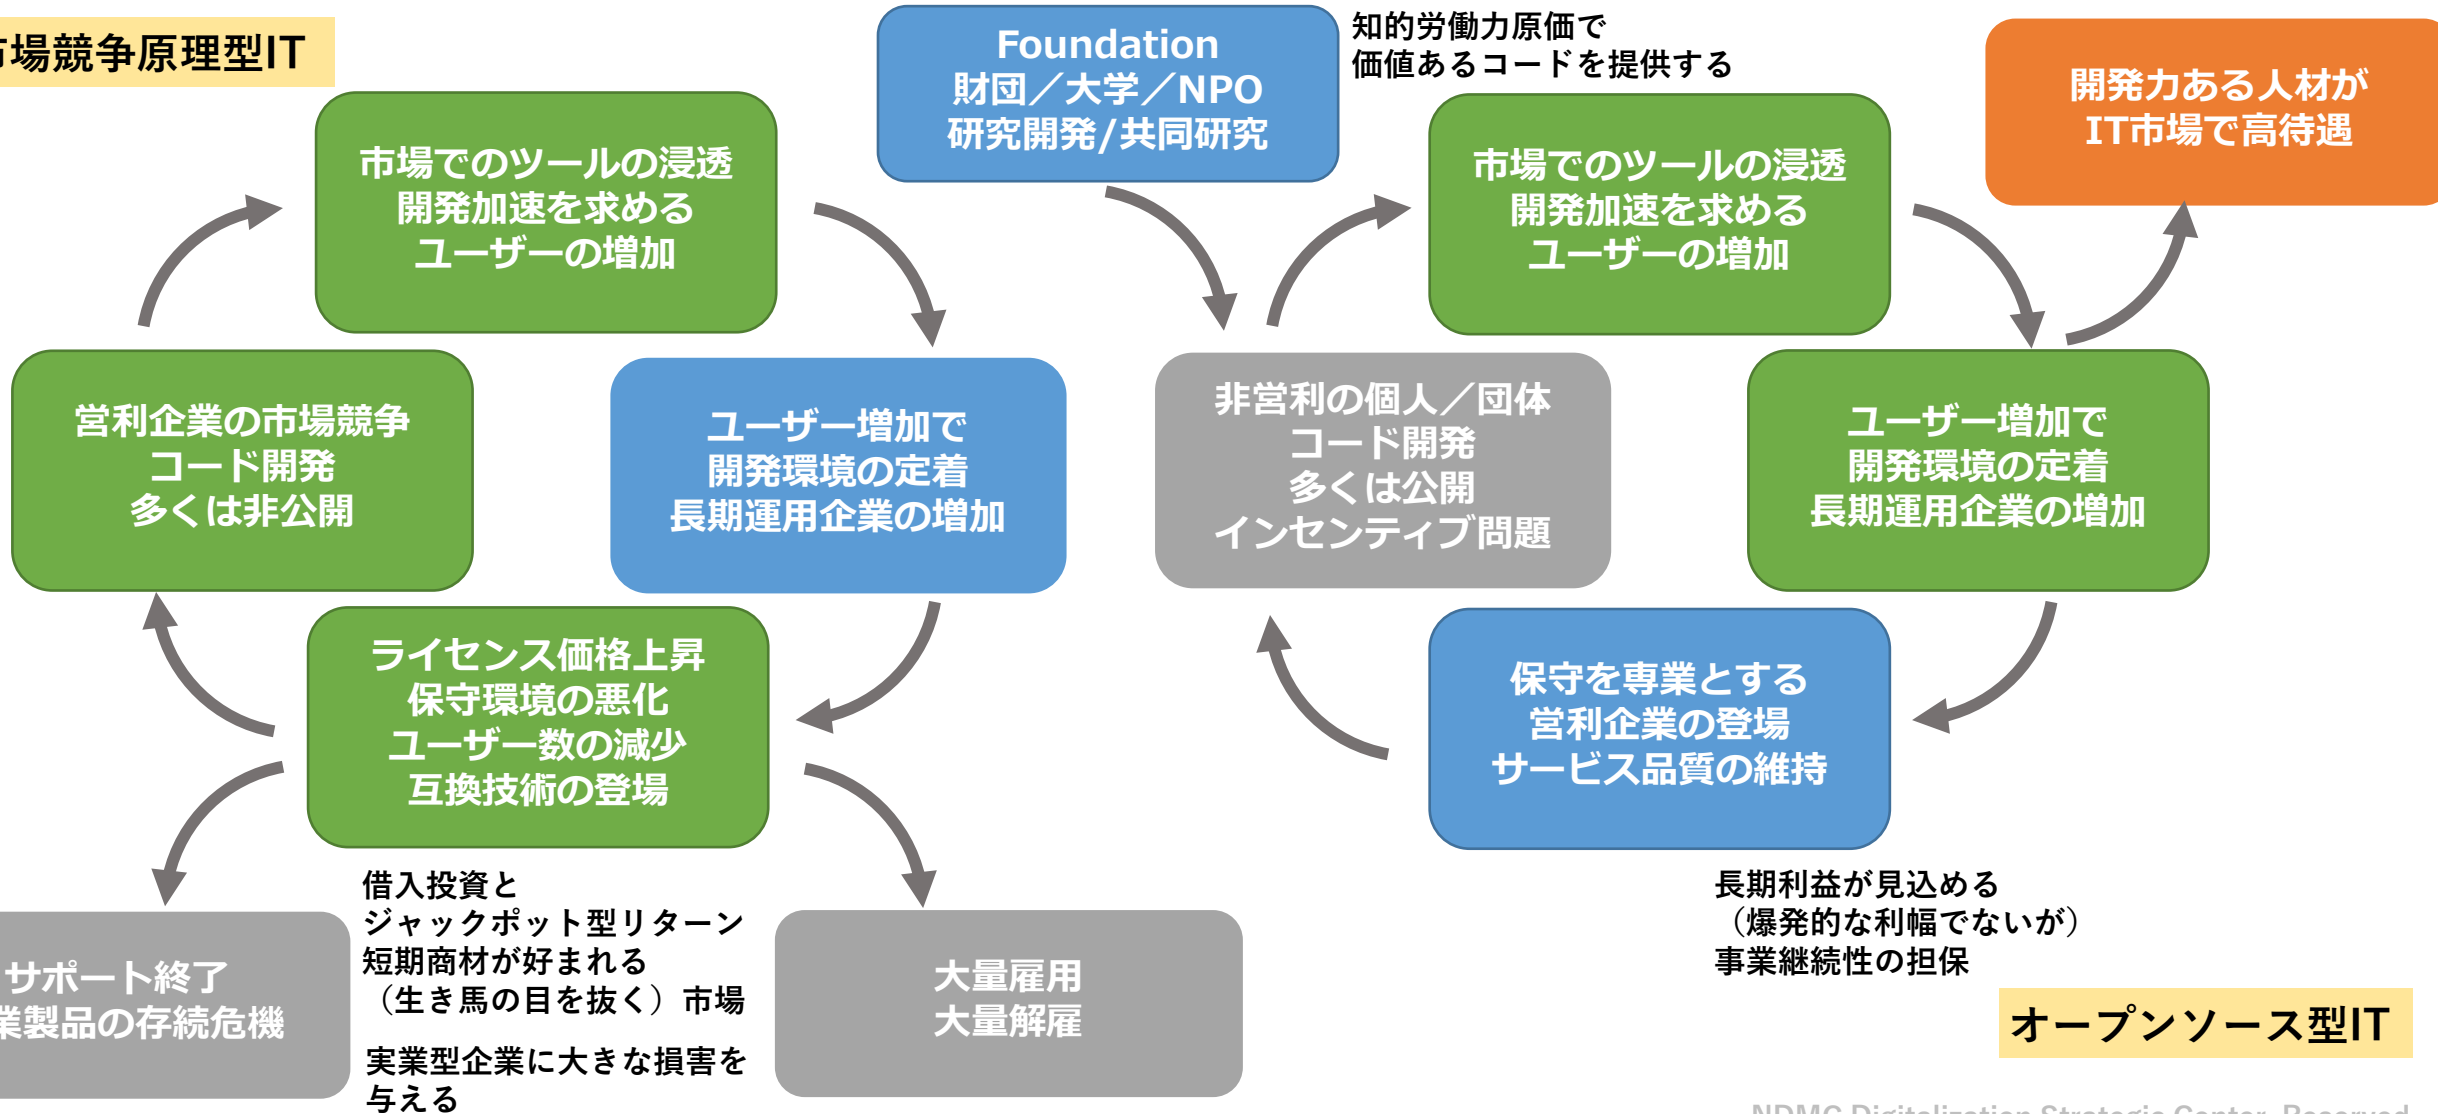 市場競争原理型IT
市場でのツールの浸透
開発加速を求める
ユーザーの増加
営利企業の市場競争
コード開発
多くは非公開
ユーザー増加で
開発環境の定着
長期運用企業の増加
ライセンス価格上昇
保守環境の悪化
ユーザー数の減少
互換技術の登場
サポート終了
業製品の存続危機
借入投資と
ジャックポット型リターン
短期商材が好まれる
（生き馬の目を抜く）市場
実業型企業に大きな損害を
与える
大量雇用
大量解雇
Foundation
財団／大学／NPO
研究開発/共同研究
知的労働力原価で
価値あるコードを提供する
市場でのツールの浸透
開発加速を求める
ユーザーの増加
開発力ある人材が
IT市場で高待遇
非営利の個人／団体
コード開発
多くは公開
インセンティブ問題
ユーザー増加で
開発環境の定着
長期運用企業の増加
保守を専業とする
営利企業の登場
サービス品質の維持
長期利益が見込める
（爆発的な利幅でないが）
事業継続性の担保
オープンソース型IT
NDMC Digitalization Strategic Center, Reserved